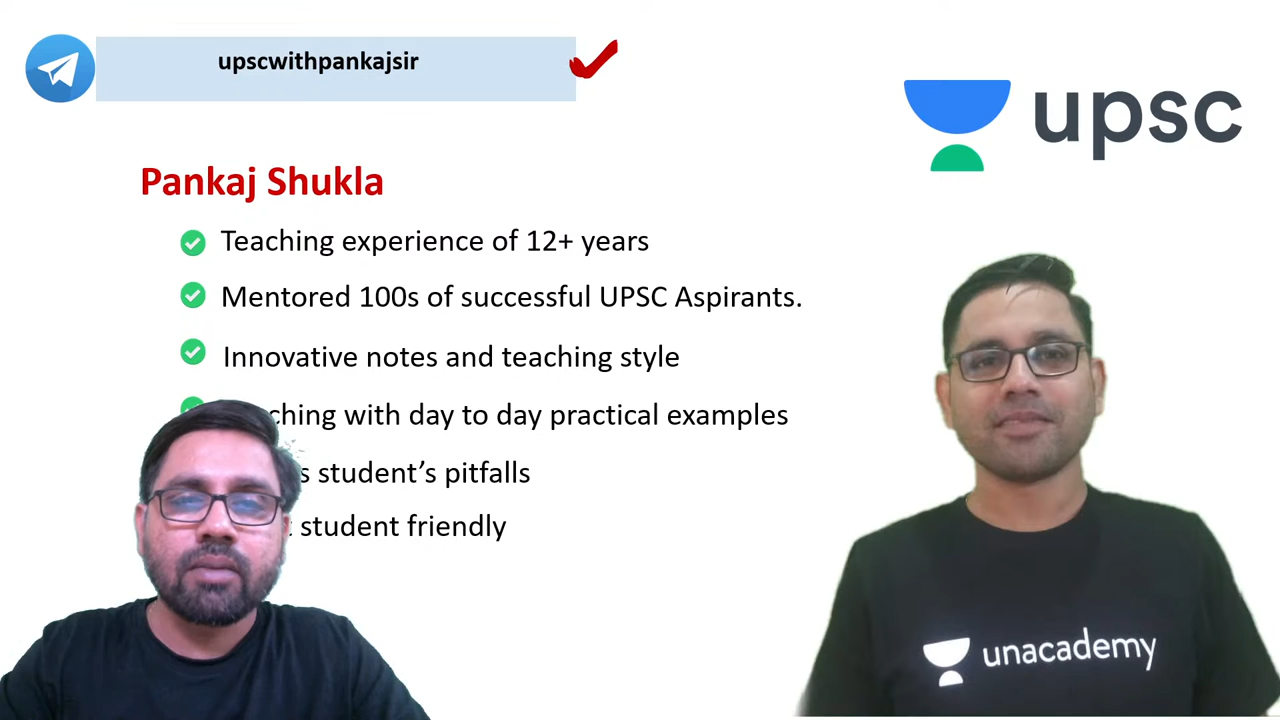 upscwithpankajsir
upsc
Pankaj Shukla
Teaching experience of 12+ years
Mentored 100s of successful UPSC Aspirants.
Innovative notes and teaching style
with day to day practical examples
student’s pitfalls
student friendly
unacademy